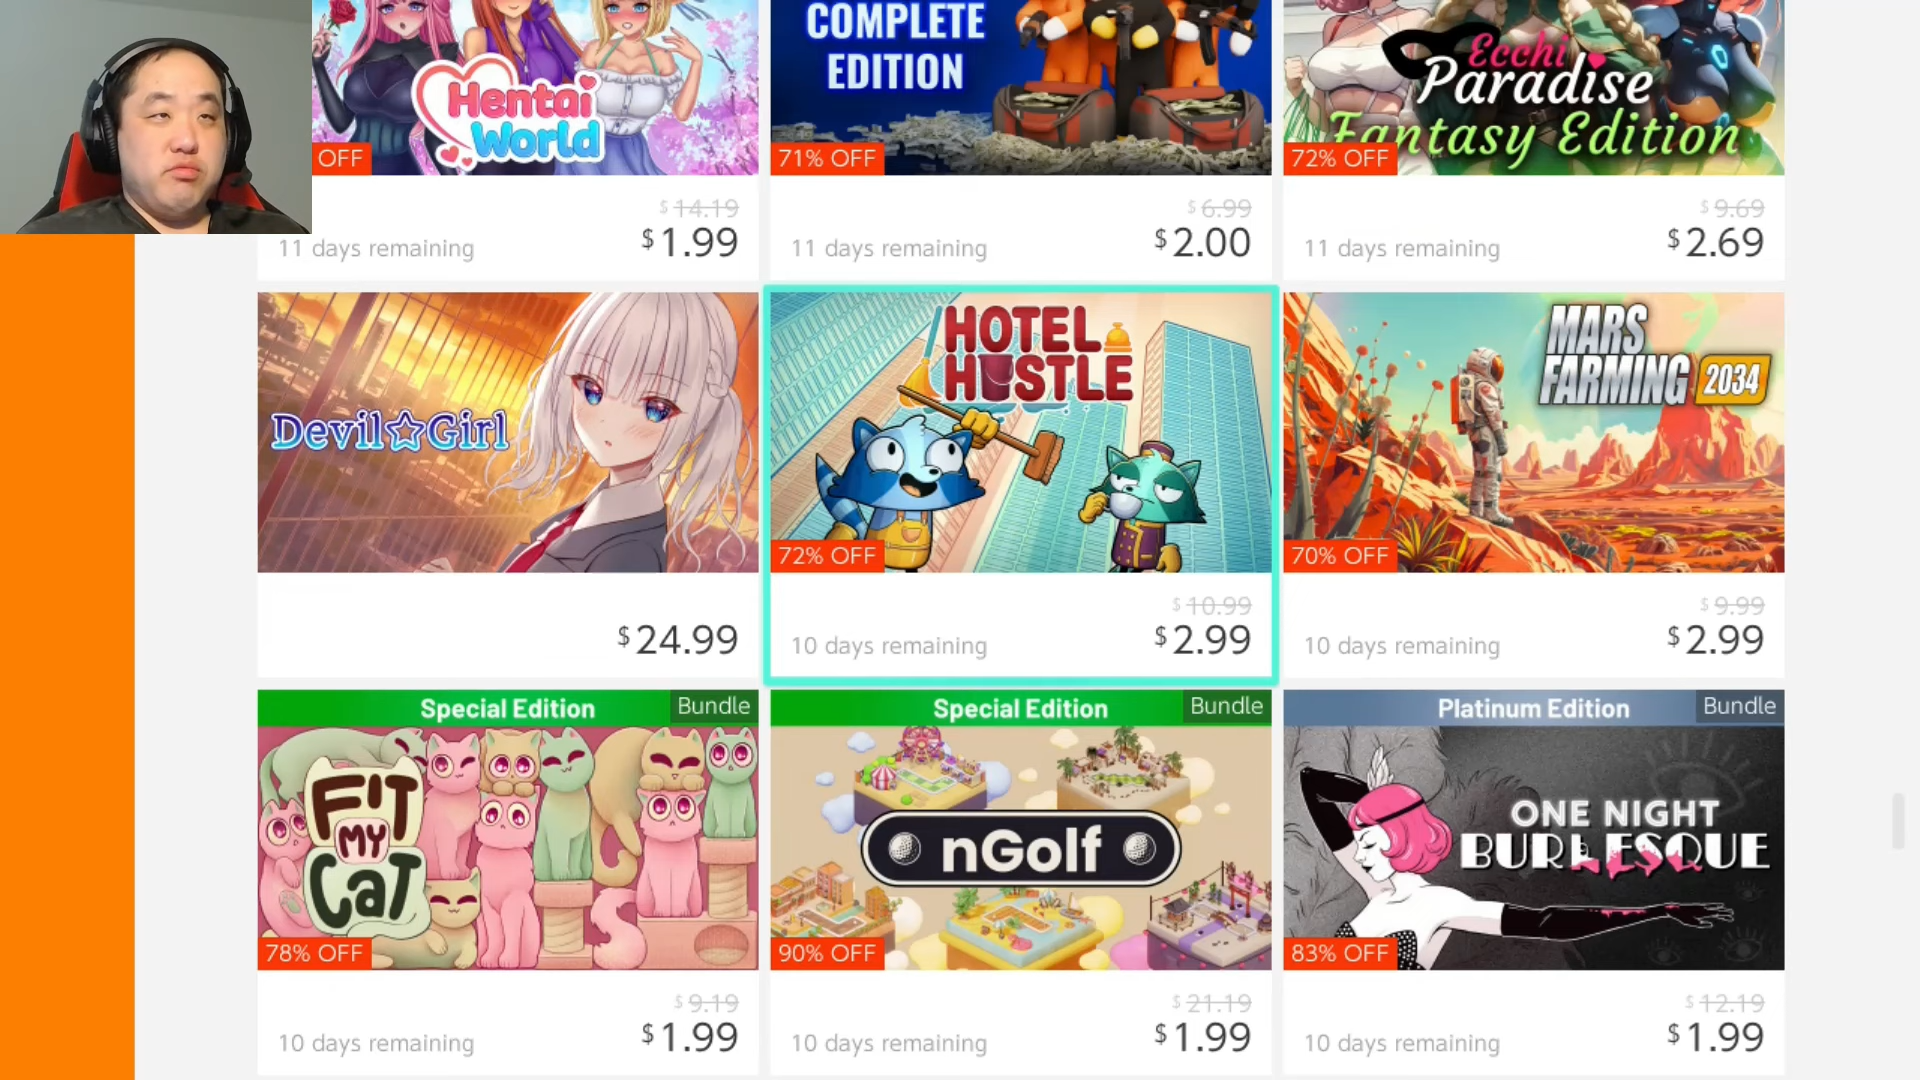 Hentai
World
OFF
$14.19
11 days remaining
$1.99
COMPLETE
EDITION
71% OFF
$6.99
11 days remaining
$2.00
Ecchi
Paradise
Fantasy Edition
72% OFF
$9.69
11 days remaining
$2.69
Devil☆Girl
$24.99
HOTEL
HUSTLE
72% OFF
$10.99
10 days remaining
$2.99
MARS
FARMING 2034
70% OFF
$9.99
10 days remaining
$2.99
Special Edition
Bundle
FIT
MY
CAT
78% OFF
$9.19
10 days remaining
$1.99
Special Edition
Bundle
nGolf
90% OFF
$21.19
10 days remaining
$1.99
Platinum Edition
Bundle
ONE NIGHT
BURLESQUE
83% OFF
$12.19
10 days remaining
$1.99